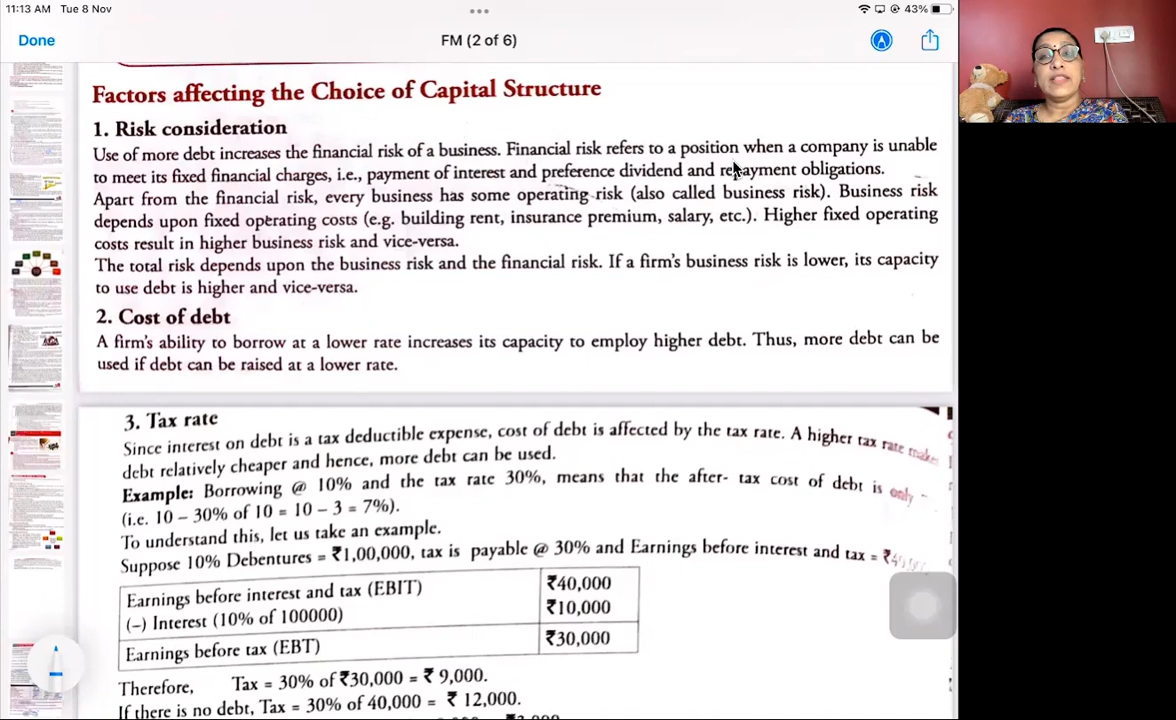 11:13 AM Tue 8 Nov
43%
Done
FM (2 of 6)
Factors affecting the Choice of Capital Structure
1. Risk consideration
Use of more debt increases the financial risk of a business. Financial risk refers to a position when a company is unable
to meet its fixed financial charges, i.e., payment of interest and preference dividend and repayment obligations.
Apart from the financial risk, every business has some operating risk (also called business risk). Business risk
depends upon fixed operating costs (e.g. building rent, insurance premium, salary, etc.). Higher fixed operating
costs result in higher business risk and vice-versa.
The total risk depends upon the business risk and the financial risk. If a firm's business risk is lower, its capacity
to use debt is higher and vice-versa.
2. Cost of debt
A firm's ability to borrow at a lower rate increases its capacity to employ higher debt. Thus, more debt can be
used if debt can be raised at a lower rate.
3. Tax rate
Since interest on debt is a tax deductible expense, cost of debt is affected by the tax rate. A higher tax rate makes
debt relatively cheaper and hence, more debt can be used.
Example: Borrowing @ 10% and the tax rate 30%, means that the after- tax cost of debt is only
(i.e. 10 – 30% of 10 = 10 – 3 = 7%).
To understand this, let us take an example.
Suppose 10% Debentures = ₹1,00,000, tax is payable @ 30% and Earnings before interest and tax =
Earnings before interest and tax (EBIT) ₹40,000
(–) Interest (10% of 100000) ₹10,000
Earnings before tax (EBT) ₹30,000
Therefore, Tax = 30% of ₹30,000 = ₹ 9,000.
If there is no debt, Tax = 30% of 40,000 = ₹ 12,000.